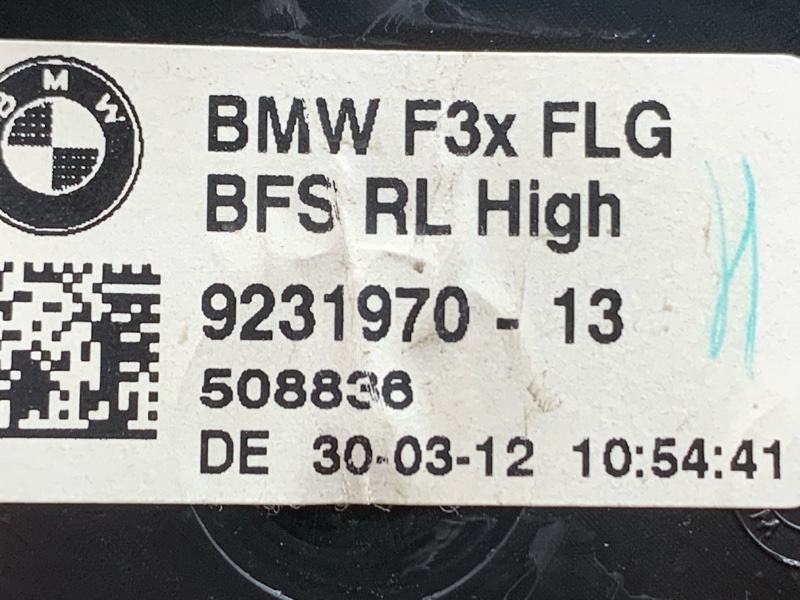 BMW
BMW F3x FLG
BFS RL High
9231970 - 13
508836
DE 30-03-12 10:54:41